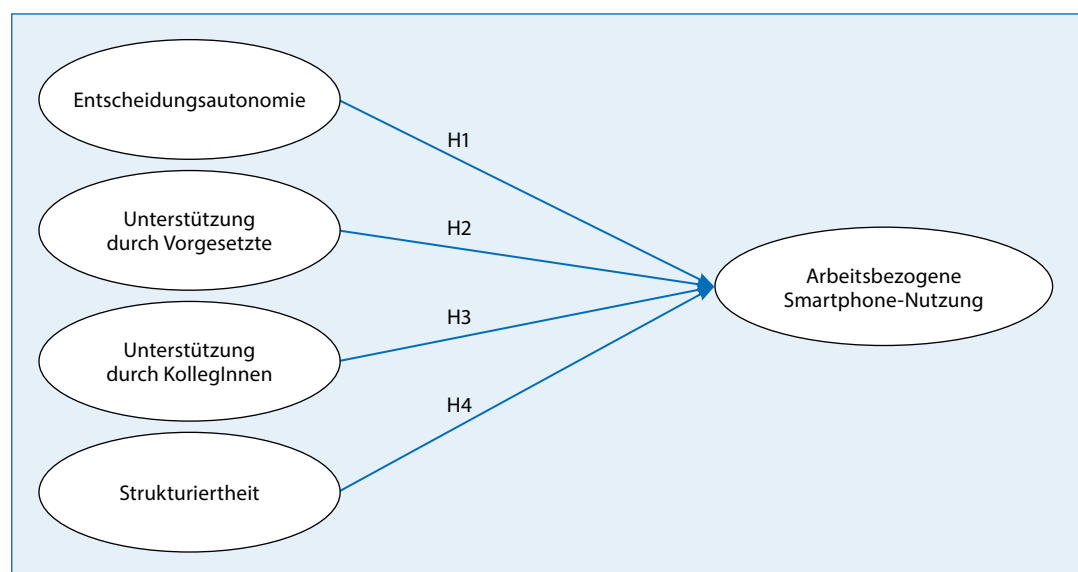 Entscheidungsautonomie
H1
Unterstützung
durch Vorgesetzte
H2
Arbeitsbezogene
Smartphone-Nutzung
H3
Unterstützung
durch KollegInnen
H4
Strukturiertheit